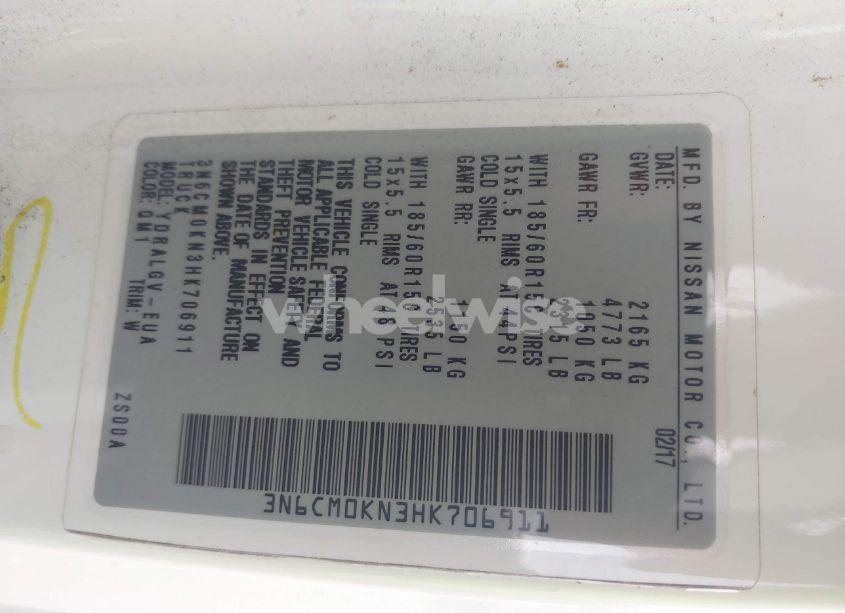 MFD. BY NISSAN MOTOR CO., LTD.
DATE: 02/17
GVWR: 2165 KG
4773 LB
GAWR FR: 1050 KG
2315 LB
WITH 185/60R15C TIRES
15x5.5 RIMS AT 44PSI
COLD SINGLE
GAWR RR: 1150 KG
2535 LB
WITH 185/60R15C TIRES
15x5.5 RIMS AT 48 PSI
COLD SINGLE
THIS VEHICLE CONFORMS TO
ALL APPLICABLE FEDERAL
MOTOR VEHICLE SAFETY AND
THEFT PREVENTION
STANDARDS IN EFFECT ON
THE DATE OF MANUFACTURE
SHOWN ABOVE.
3N6CM0KN3HK706911
TRUCK
MODEL: YDRALGV-EUA
COLOR: QM1 TRIM: W ZS00A
3N6CM0KN3HK706911
wheelwise